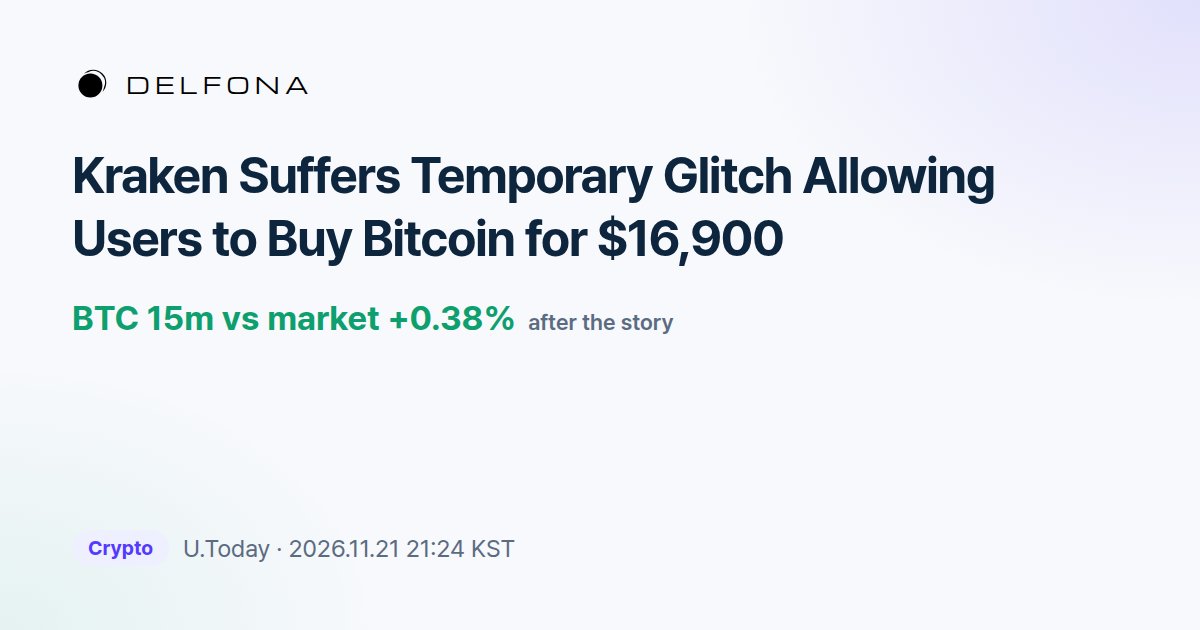 DELFONA
Kraken Suffers Temporary Glitch Allowing
Users to Buy Bitcoin for $16,900
BTC 15m vs market +0.38% after the story
Crypto U.Today · 2026.11.21 21:24 KST